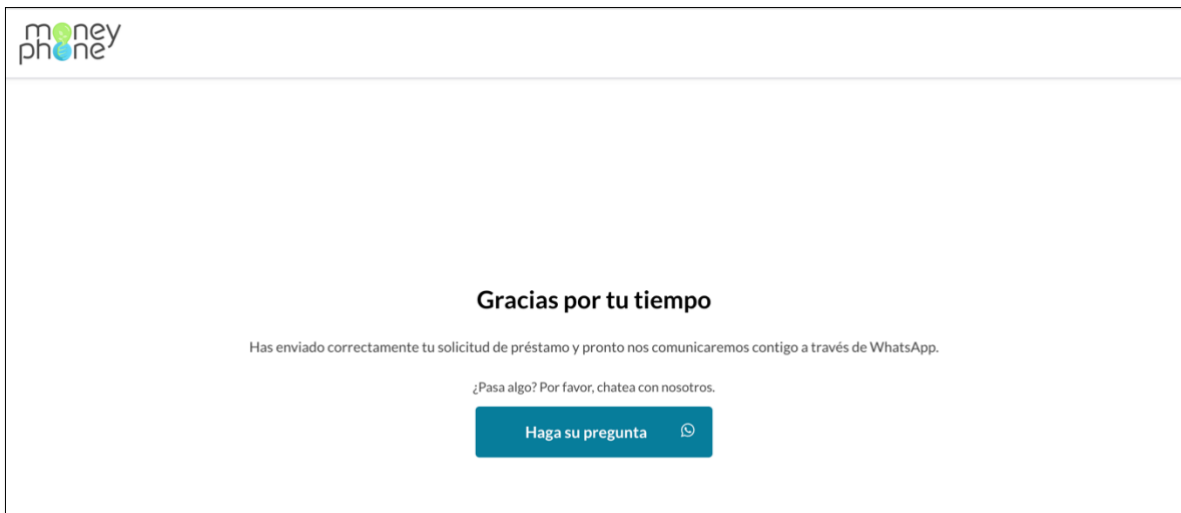 money
phone
Gracias por tu tiempo
Has enviado correctamente tu solicitud de préstamo y pronto nos comunicaremos contigo a través de WhatsApp.
¿Pasa algo? Por favor, chatea con nosotros.
Haga su pregunta